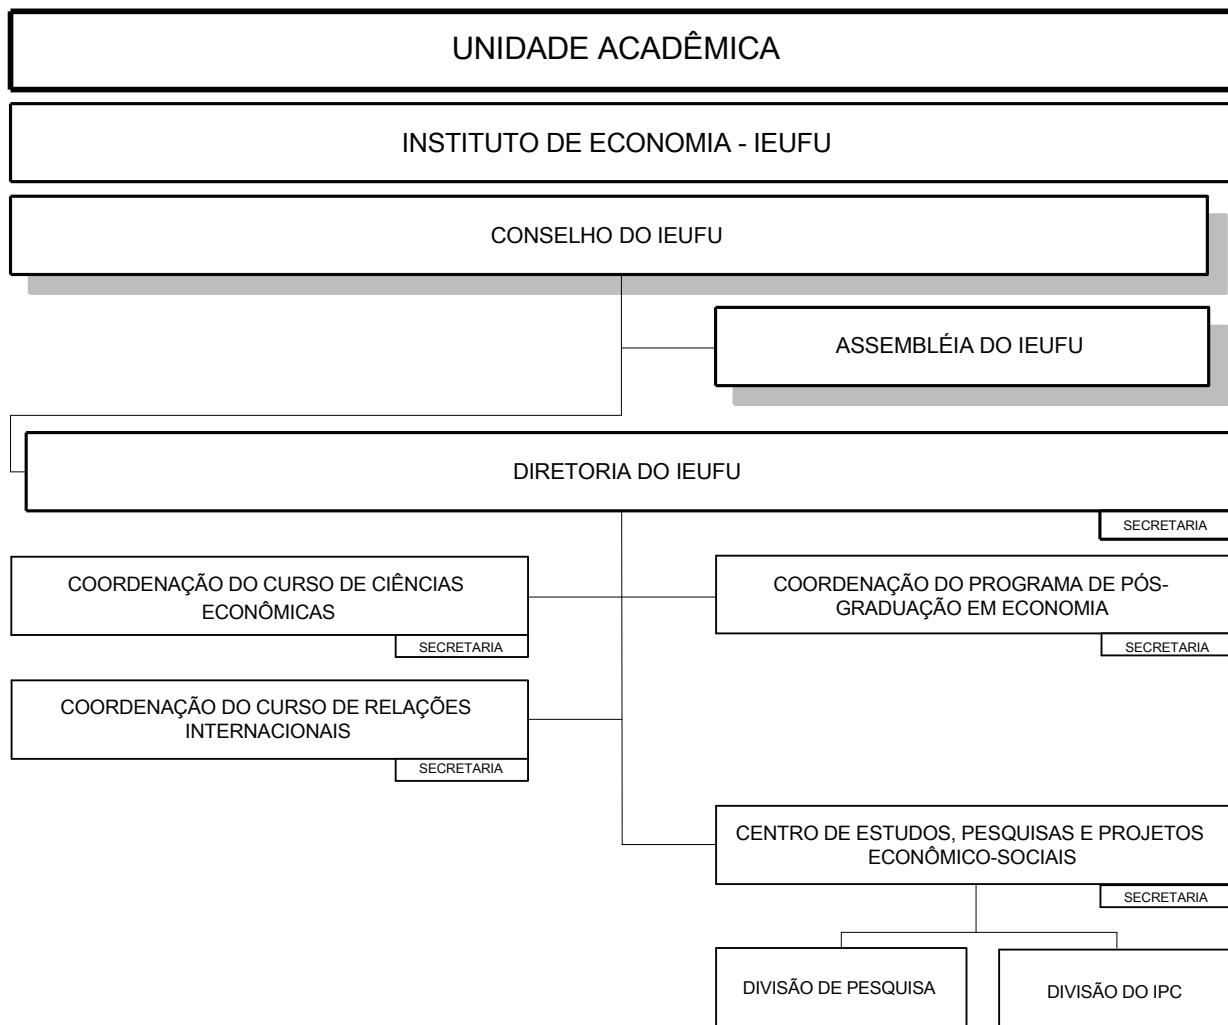 UNIDADE ACADÊMICA
INSTITUTO DE ECONOMIA - IEUFU
CONSELHO DO IEUFU
ASSEMBLÉIA DO IEUFU
DIRETORIA DO IEUFU
SECRETARIA
COORDENAÇÃO DO CURSO DE CIÊNCIAS
ECONÔMICAS
SECRETARIA
COORDENAÇÃO DO PROGRAMA DE PÓS-
GRADUAÇÃO EM ECONOMIA
SECRETARIA
COORDENAÇÃO DO CURSO DE RELAÇÕES
INTERNACIONAIS
SECRETARIA
CENTRO DE ESTUDOS, PESQUISAS E PROJETOS
ECONÔMICO-SOCIAIS
SECRETARIA
DIVISÃO DE PESQUISA
DIVISÃO DO IPC